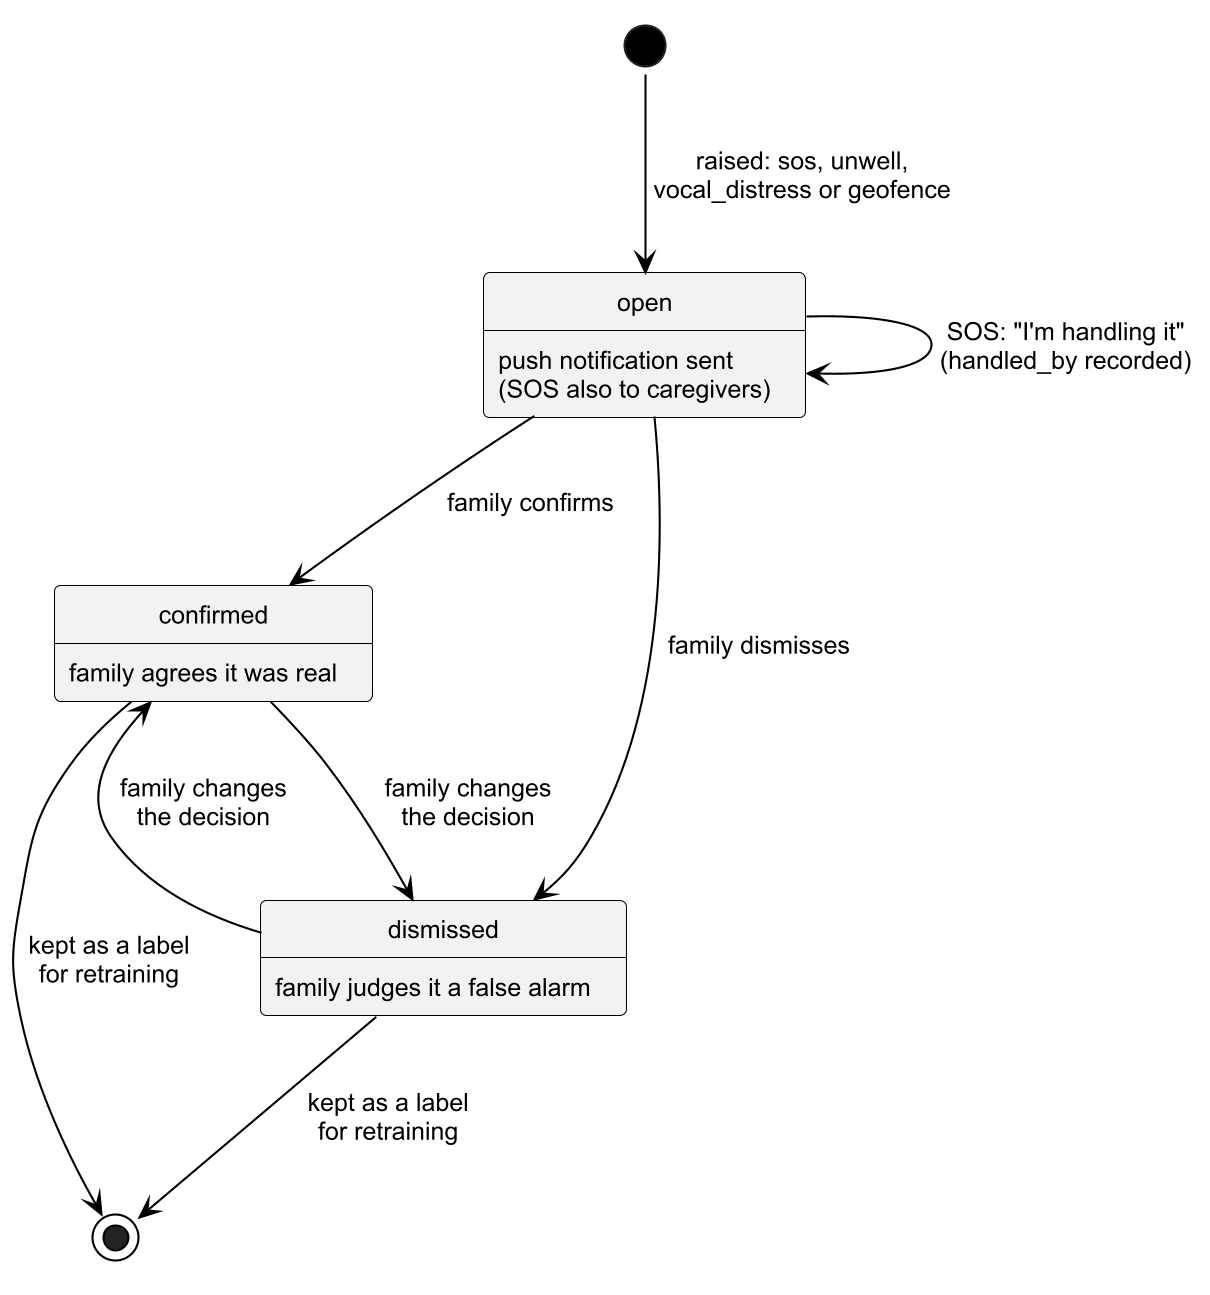 raised: sos, unwell,
vocal_distress or geofence
open
push notification sent
(SOS also to caregivers)
SOS: "I'm handling it"
(handled_by recorded)
family confirms
confirmed
family agrees it was real
family dismisses
family changes
the decision
family changes
the decision
dismissed
family judges it a false alarm
kept as a label
for retraining
kept as a label
for retraining